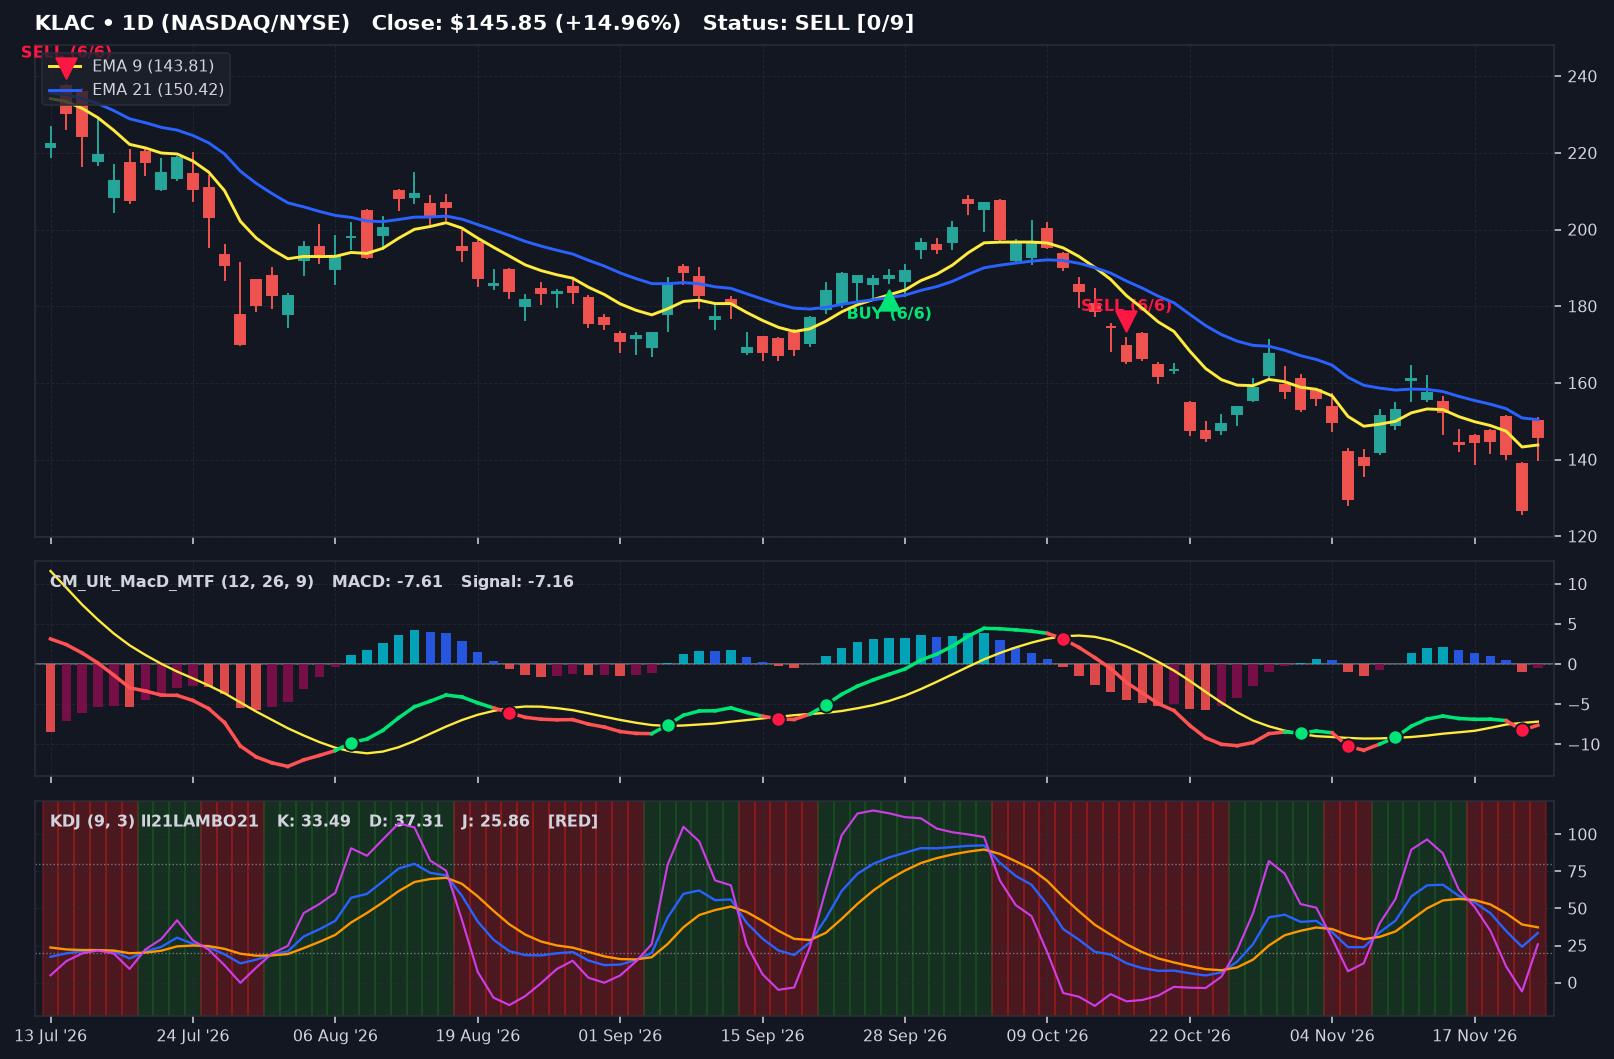 KLAC • 1D (NASDAQ/NYSE)   Close: $145.85 (+14.96%)   Status: SELL [0/9]
SELL (6/6)
EMA 9 (143.81)
EMA 21 (150.42)
BUY (6/6)
SELL (6/6)
240
220
200
180
160
140
120
CM_Ult_MacD_MTF (12, 26, 9)   MACD: -7.61   Signal: -7.16
10
5
0
−5
−10
KDJ (9, 3) II21LAMBO21   K: 33.49   D: 37.31   J: 25.86   [RED]
100
75
50
25
0
13 Jul '26   24 Jul '26   06 Aug '26   19 Aug '26   01 Sep '26   15 Sep '26   28 Sep '26   09 Oct '26   22 Oct '26   04 Nov '26   17 Nov '26